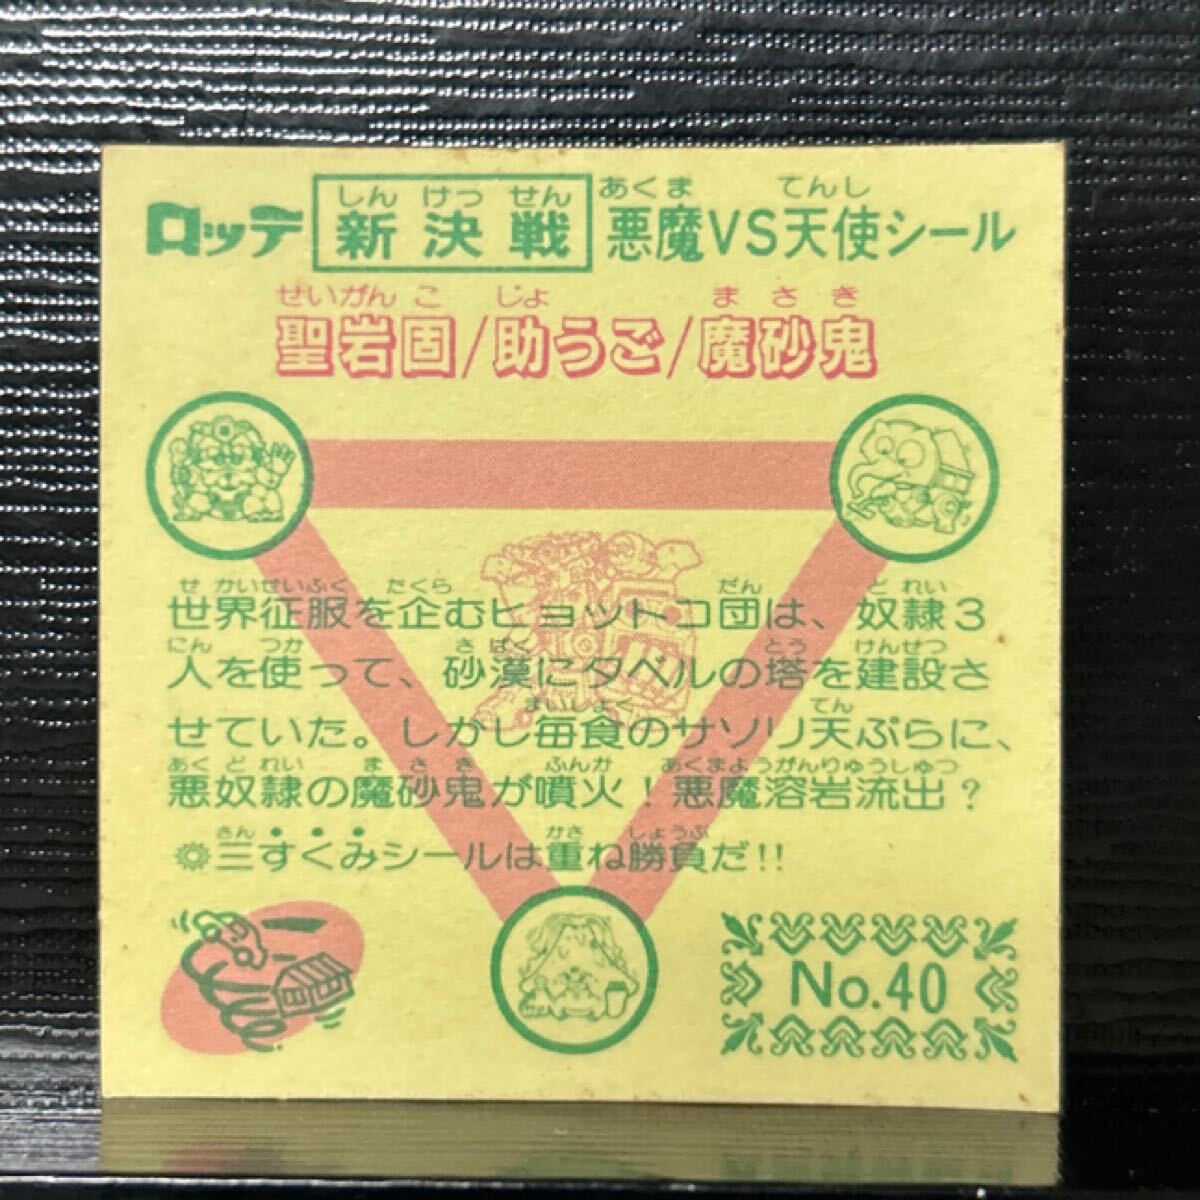 ロッテ 新決戦 悪魔VS天使シール
しん けっ せん あくま てんし
せいがん こ じょ ま さ き
聖岩固/助うご/魔砂鬼
せ かいせいふく たくら だん ど れい
世界征服を企むヒョットコ団は、奴隷3
にん つか さ ばく とう けんせつ
人を使って、砂漠にタベルの塔を建設さ
まいしょく てん
せていた。しかし毎食のサソリ天ぷらに、
あく ど れい ま さ き ふんか あくまようがんりゅうしゅつ
悪奴隷の魔砂鬼が噴火!悪魔溶岩流出?
さん かさ しょうぶ
三すくみシールは重ね勝負だ!!
No.40